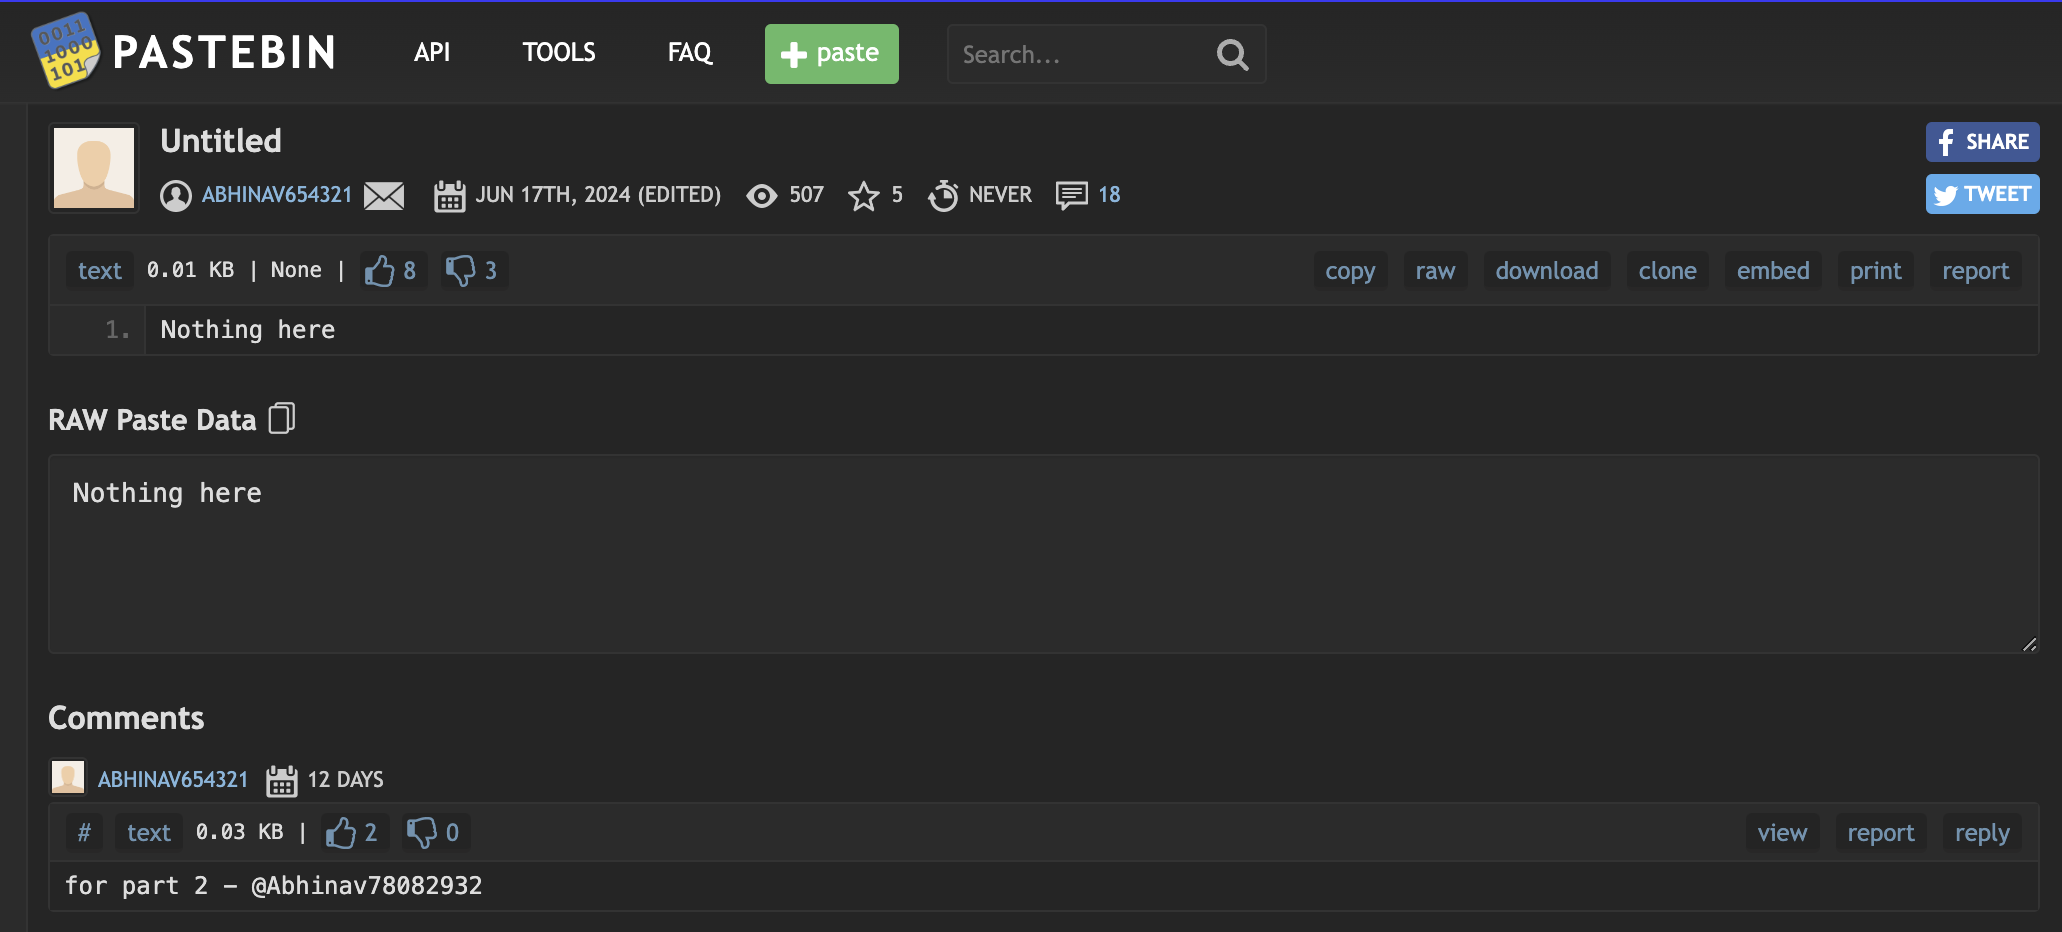 0011 1000 101 PASTEBIN API TOOLS FAQ paste Search...
Untitled
SHARE
ABHINAV654321 JUN 17TH, 2024 (EDITED) 507 5 NEVER 18
TWEET
text 0.01 KB | None | 8 3 copy raw download clone embed print report
1. Nothing here
RAW Paste Data
Nothing here
Comments
ABHINAV654321 12 DAYS
# text 0.03 KB | 2 0 view report reply
for part 2 - @Abhinav78082932